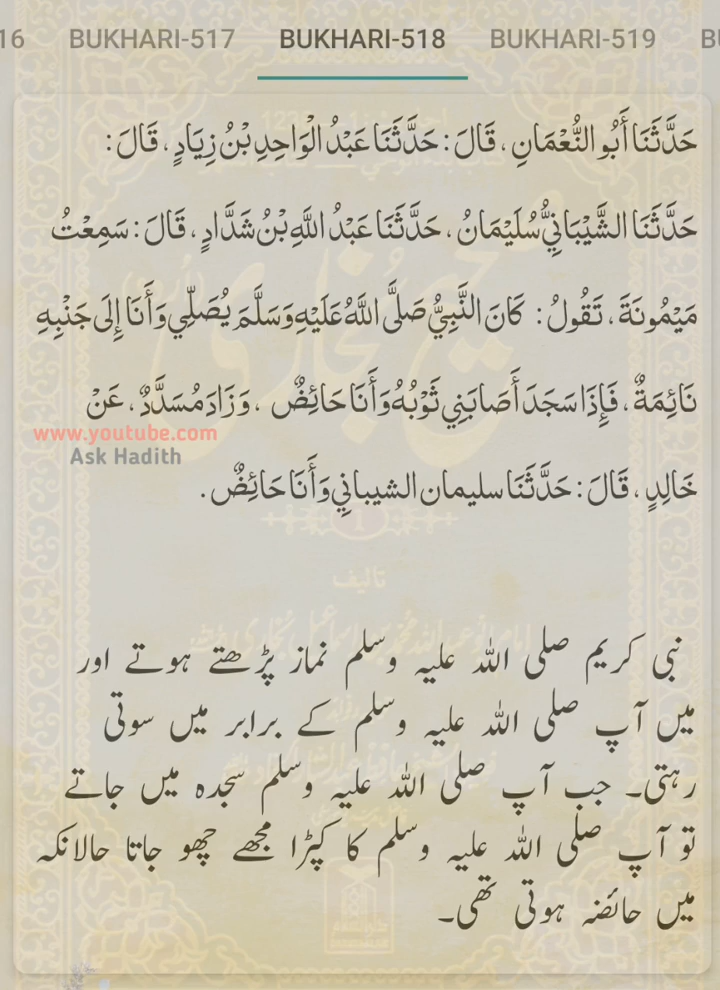 16 BUKHARI-517 BUKHARI-518 BUKHARI-519 BU
حَدَّثَنَا أَبُو النُّعْمَانِ ، قَالَ : حَدَّثَنَا عَبْدُ الْوَاحِدِ بْنُ زِيَادٍ ، قَالَ :
حَدَّثَنَا الشَّيْبَانِيُّ سُلَيْمَانُ ، حَدَّثَنَا عَبْدُ اللَّهِ بْنُ شَدَّادٍ ، قَالَ : سَمِعْتُ
مَيْمُونَةَ ، تَقُولُ : كَانَ النَّبِيُّ صَلَّى اللَّهُ عَلَيْهِ وَسَلَّمَ يُصَلِّي وَأَنَا إِلَى جَنْبِهِ
نَائِمَةٌ ، فَإِذَا سَجَدَ أَصَابَنِي ثَوْبُهُ وَأَنَا حَائِضٌ ، وَزَادَ مُسَدَّدٌ ، عَنْ
www.youtube.com
Ask Hadith
خَالِدٍ ، قَالَ : حَدَّثَنَا سليمان الشيباني وَأَنَا حَائِضٌ .
تالیف
نبی کریم صلی اللہ علیہ وسلم نماز پڑھتے ہوتے اور
میں آپ صلی اللہ علیہ وسلم کے برابر میں سوتی
رہتی۔ جب آپ صلی اللہ علیہ وسلم سجدہ میں جاتے
تو آپ صلی اللہ علیہ وسلم کا کپڑا مجھے چھو جاتا حالانکہ
میں حائضہ ہوتی تھی۔